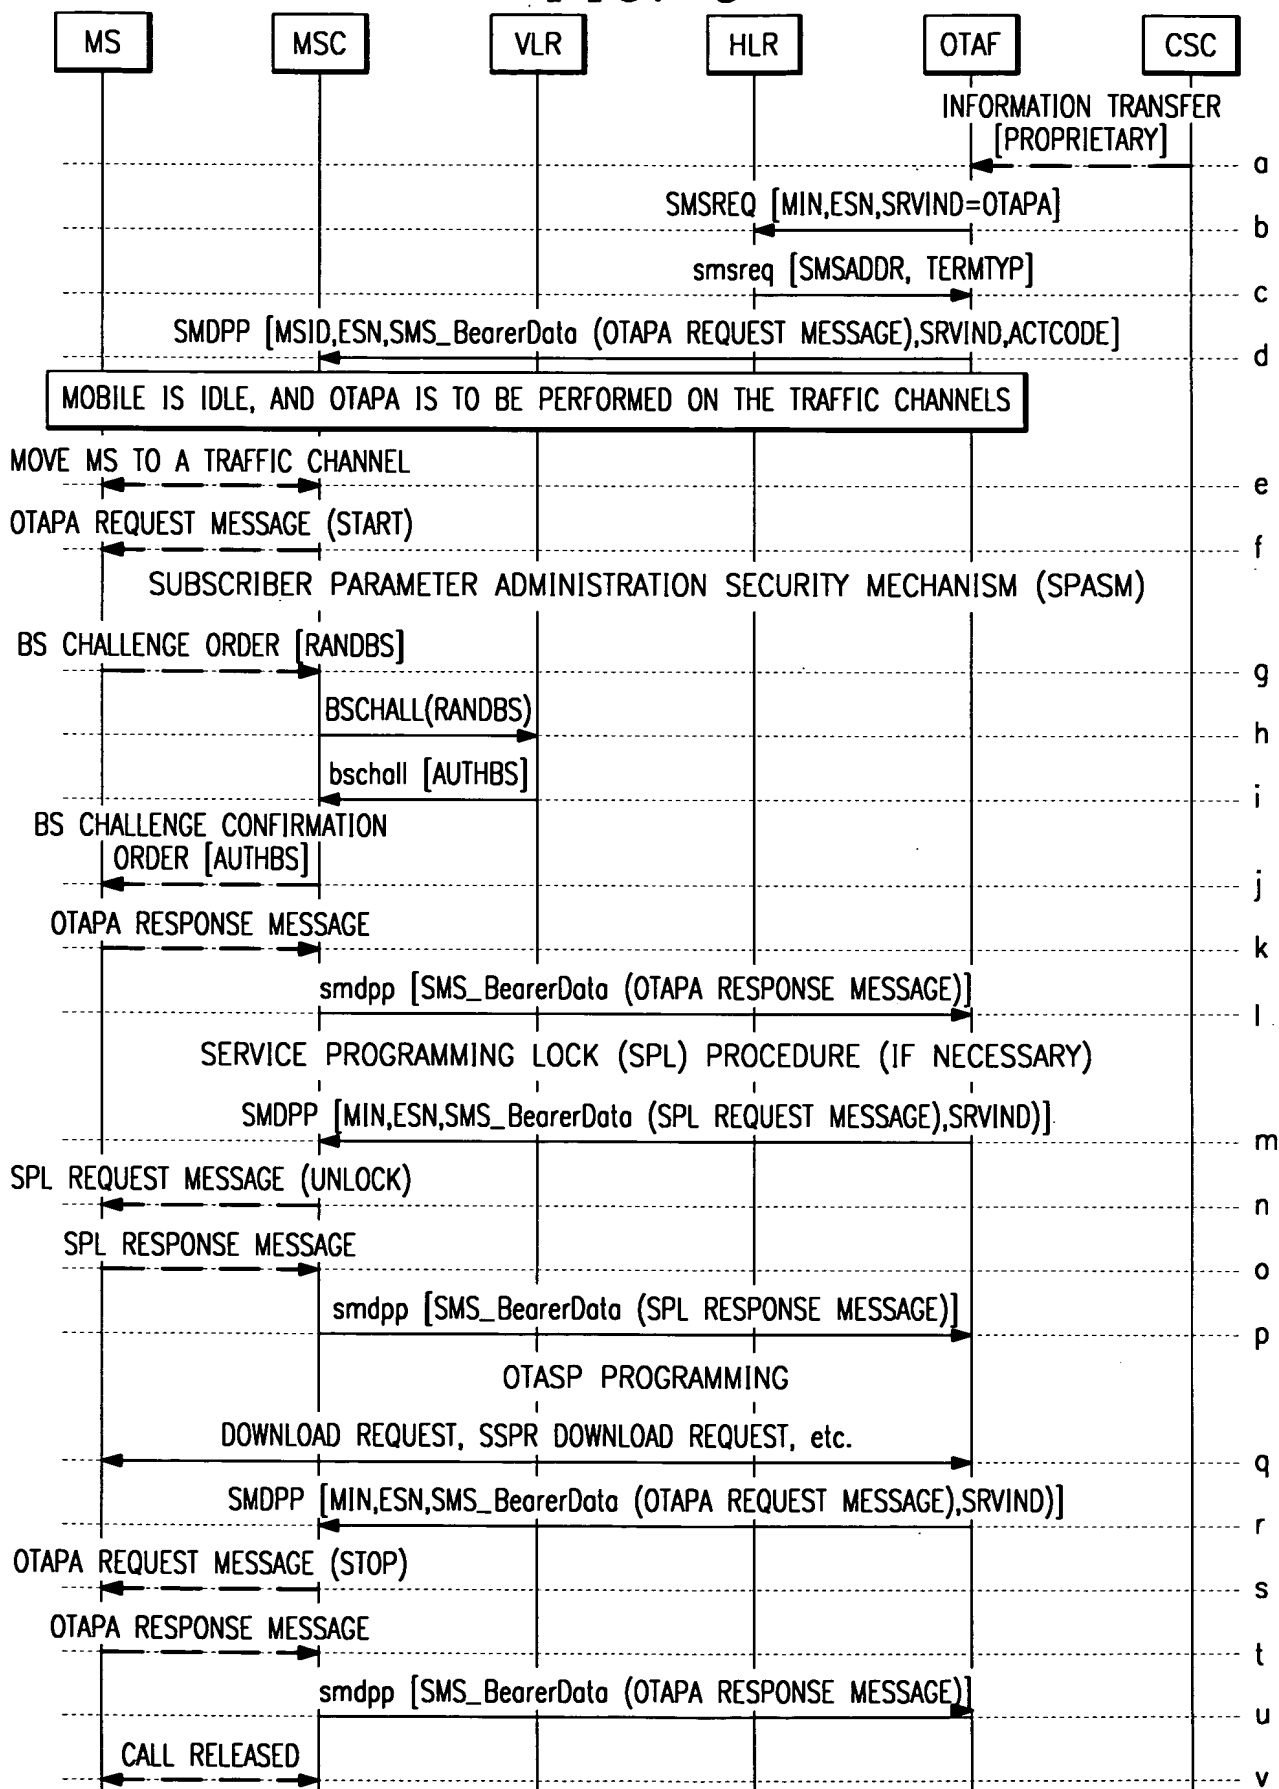 MS MSC VLR HLR OTAF CSC
INFORMATION TRANSFER
[PROPRIETARY]
a
SMSREQ [MIN,ESN,SRVIND=OTAPA]
b
smsreq [SMSADDR, TERMTYP]
c
SMDPP [MSID,ESN,SMS_BearerData (OTAPA REQUEST MESSAGE),SRVIND,ACTCODE]
d
MOBILE IS IDLE, AND OTAPA IS TO BE PERFORMED ON THE TRAFFIC CHANNELS
MOVE MS TO A TRAFFIC CHANNEL
e
OTAPA REQUEST MESSAGE (START)
f
SUBSCRIBER PARAMETER ADMINISTRATION SECURITY MECHANISM (SPASM)
BS CHALLENGE ORDER [RANDBS]
g
BSCHALL(RANDBS)
h
bschall [AUTHBS]
i
BS CHALLENGE CONFIRMATION
ORDER [AUTHBS]
j
OTAPA RESPONSE MESSAGE
k
smdpp [SMS_BearerData (OTAPA RESPONSE MESSAGE)]
l
SERVICE PROGRAMMING LOCK (SPL) PROCEDURE (IF NECESSARY)
SMDPP [MIN,ESN,SMS_BearerData (SPL REQUEST MESSAGE),SRVIND)]
m
SPL REQUEST MESSAGE (UNLOCK)
n
SPL RESPONSE MESSAGE
o
smdpp [SMS_BearerData (SPL RESPONSE MESSAGE)]
p
OTASP PROGRAMMING
DOWNLOAD REQUEST, SSPR DOWNLOAD REQUEST, etc.
q
SMDPP [MIN,ESN,SMS_BearerData (OTAPA REQUEST MESSAGE),SRVIND)]
r
OTAPA REQUEST MESSAGE (STOP)
s
OTAPA RESPONSE MESSAGE
t
smdpp [SMS_BearerData (OTAPA RESPONSE MESSAGE)]
u
CALL RELEASED
v